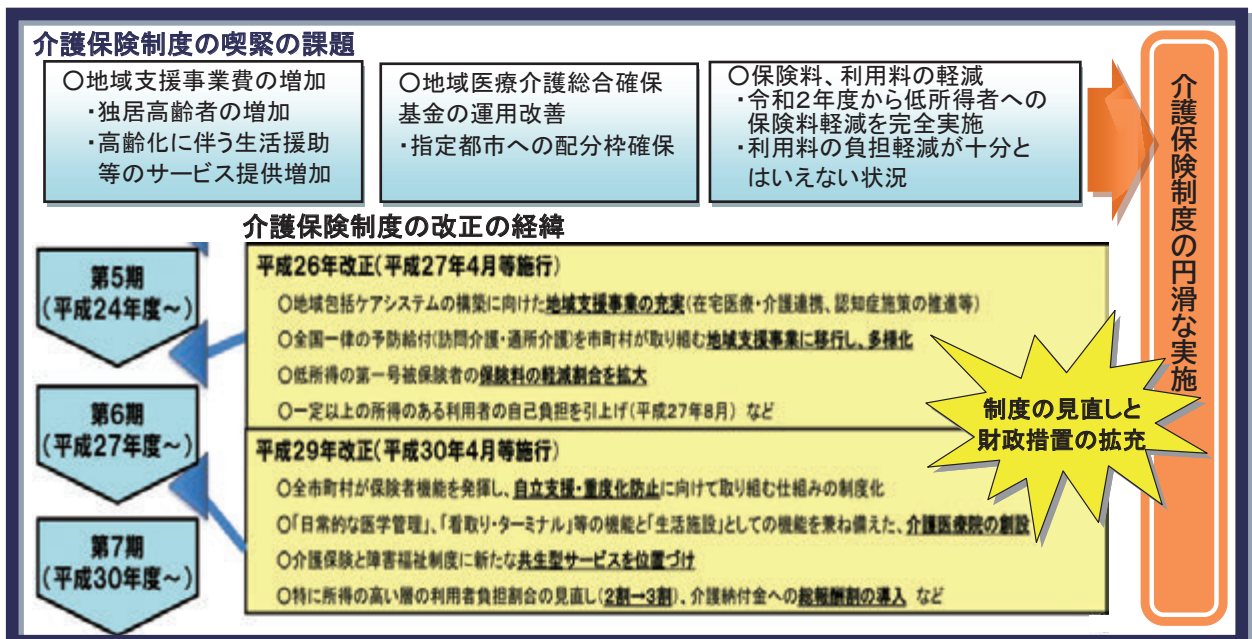 介護保険制度の喫緊の課題
〇地域支援事業費の増加
・独居高齢者の増加
・高齢化に伴う生活援助
等のサービス提供増加
〇地域医療介護総合確保
基金の運用改善
・指定都市への配分枠確保
〇保険料、利用料の軽減
・令和2年度から低所得者への
保険料軽減を完全実施
・利用料の負担軽減が十分と
はいえない状況
介護保険制度の円滑な実施
介護保険制度の改正の経緯
第5期
(平成24年度~)
第6期
(平成27年度~)
第7期
(平成30年度~)
平成26年改正(平成27年4月等施行)
〇地域包括ケアシステムの構築に向けた地域支援事業の充実(在宅医療・介護連携、認知症施策の推進等)
〇全国一律の予防給付(訪問介護・通所介護)を市町村が取り組む地域支援事業に移行し、多様化
〇低所得の第一号被保険者の保険料の軽減割合を拡大
〇一定以上の所得のある利用者の自己負担を引上げ(平成27年8月) など
平成29年改正(平成30年4月等施行)
〇全市町村が保険者機能を発揮し、自立支援・重度化防止に向けて取り組む仕組みの制度化
〇「日常的な医学管理」、「看取り・ターミナル」等の機能と「生活施設」としての機能を兼ね備えた、介護医療院の創設
〇介護保険と障害福祉制度に新たな共生型サービスを位置づけ
〇特に所得の高い層の利用者負担割合の見直し(2割→3割)、介護納付金への総報酬割の導入 など
制度の見直しと
財政措置の拡充